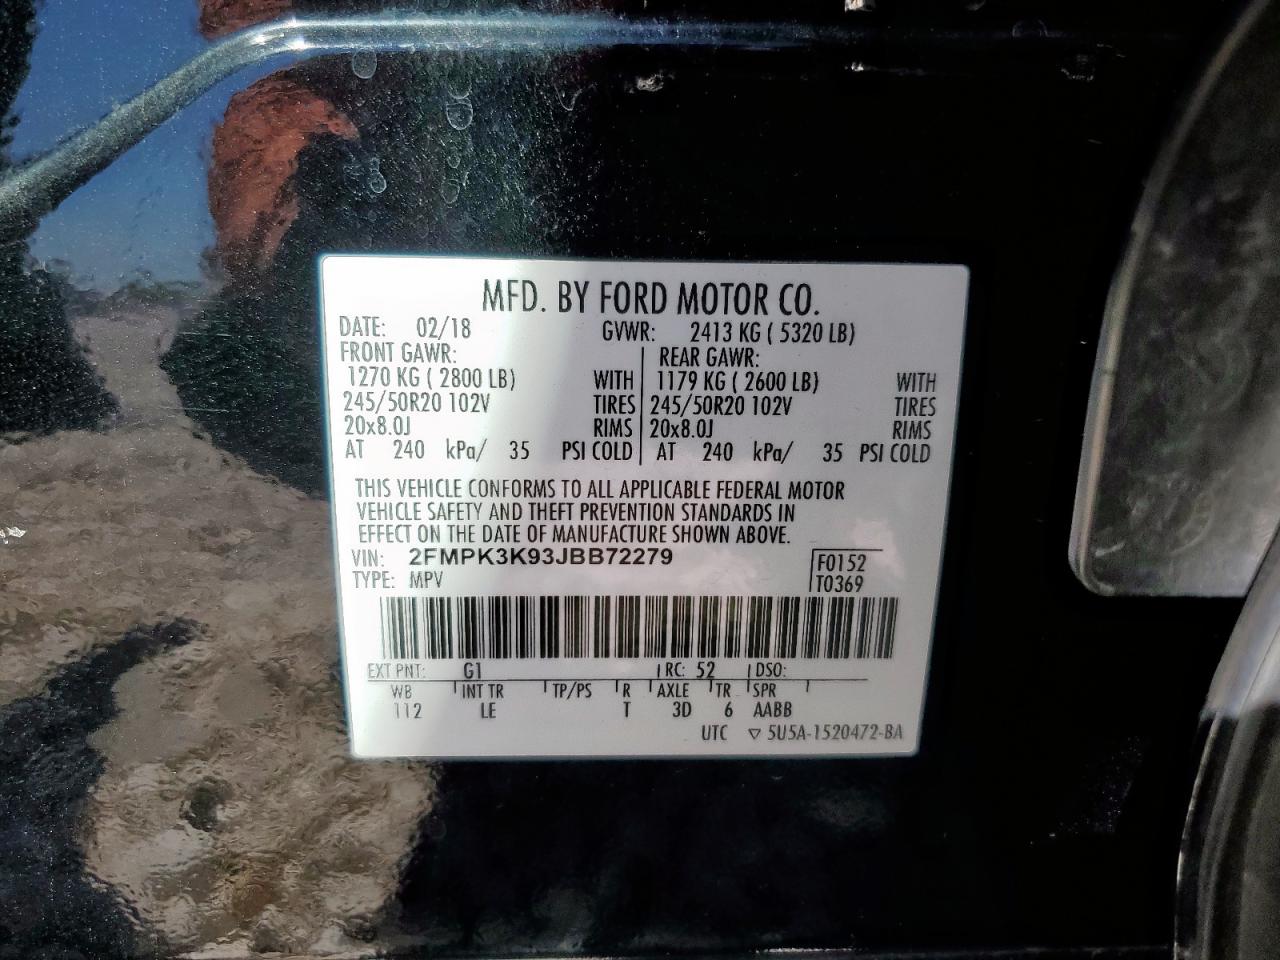 MFD. BY FORD MOTOR CO.
DATE: 02/18 GVWR: 2413 KG ( 5320 LB)
FRONT GAWR: REAR GAWR:
1270 KG ( 2800 LB) WITH 1179 KG ( 2600 LB) WITH
245/50R20 102V TIRES 245/50R20 102V TIRES
20x8.0J RIMS 20x8.0J RIMS
AT 240 kPa/ 35 PSI COLD AT 240 kPa/ 35 PSI COLD
THIS VEHICLE CONFORMS TO ALL APPLICABLE FEDERAL MOTOR
VEHICLE SAFETY AND THEFT PREVENTION STANDARDS IN
EFFECT ON THE DATE OF MANUFACTURE SHOWN ABOVE.
VIN: 2FMPK3K93JBB72279 F0152
TYPE: MPV T0369
EXT PNT: G1 RC: 52 DSO:
WB INT TR TP/PS R AXLE TR SPR
112 LE T 3D 6 AABB
UTC ▽ 5U5A-1520472-BA